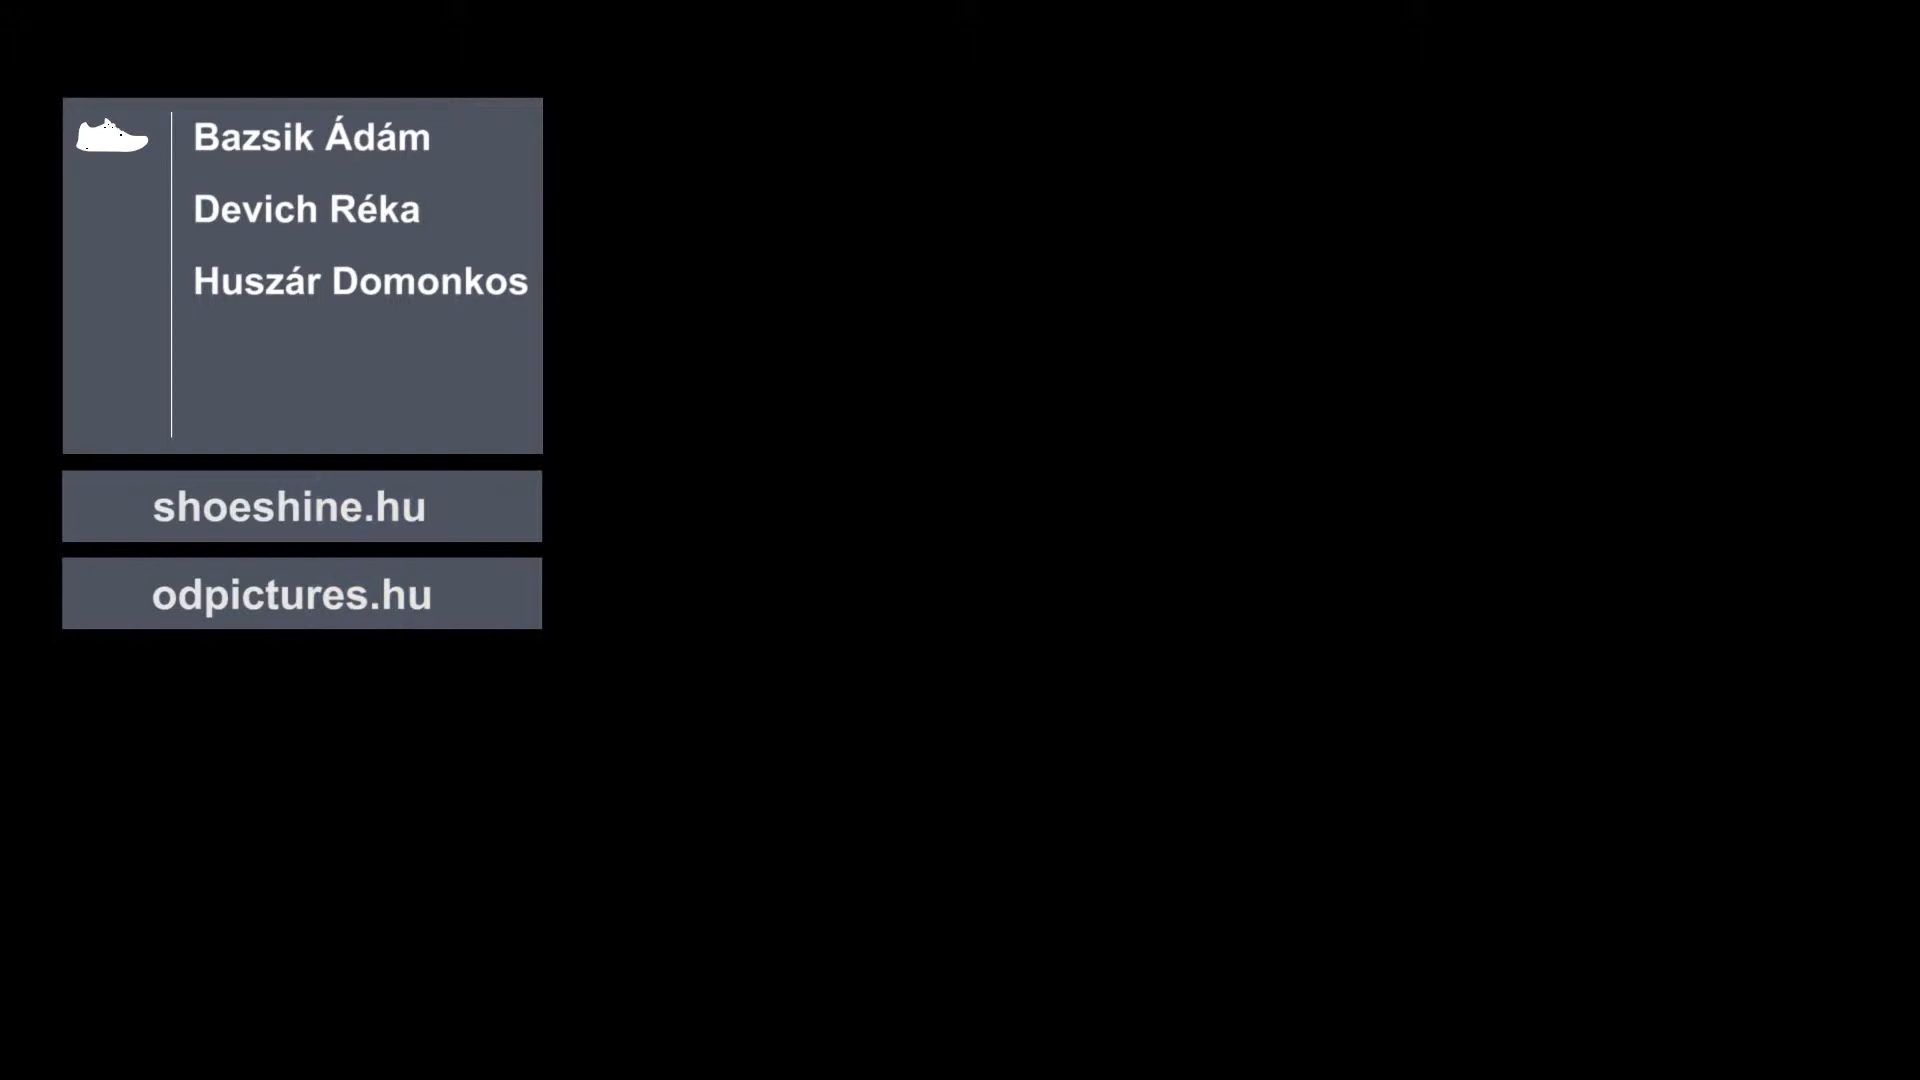 Bazsik Ádám
Devich Réka
Huszár Domonkos
shoeshine.hu
odpictures.hu